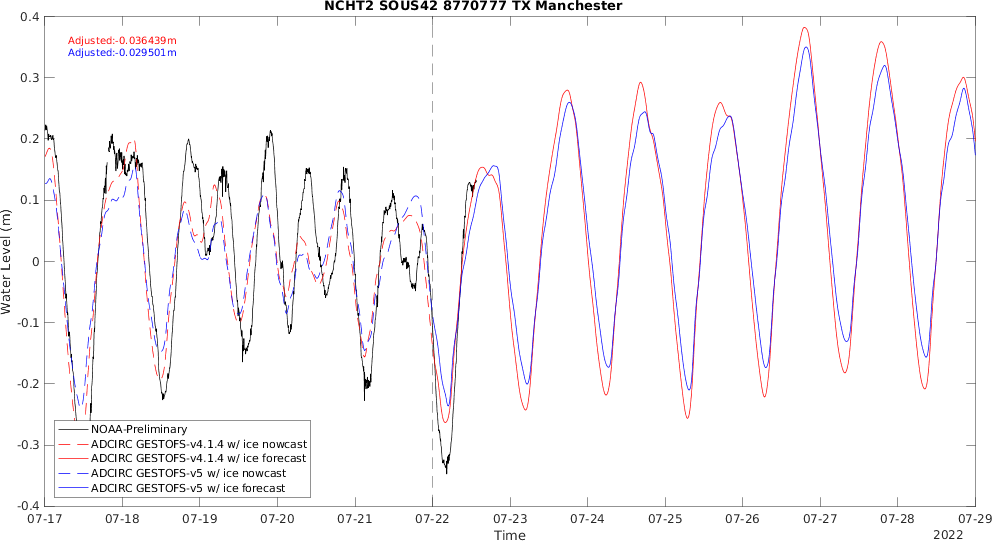 NCHT2 SOUS42 8770777 TX Manchester
Adjusted:-0.036439m
Adjusted:-0.029501m
0.4
0.3
0.2
0.1
0
-0.1
-0.2
-0.3
-0.4
Water Level (m)
NOAA-Preliminary
ADCIRC GESTOFS-v4.1.4 w/ ice nowcast
ADCIRC GESTOFS-v4.1.4 w/ ice forecast
ADCIRC GESTOFS-v5 w/ ice nowcast
ADCIRC GESTOFS-v5 w/ ice forecast
07-17 07-18 07-19 07-20 07-21 07-22 07-23 07-24 07-25 07-26 07-27 07-28 07-29
Time
2022